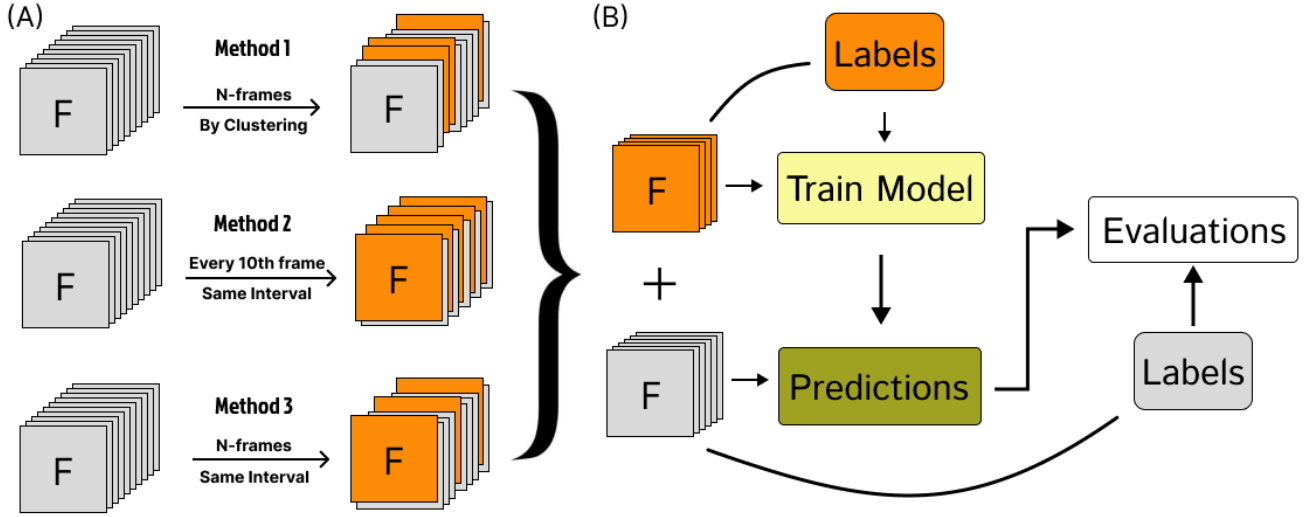 (A)
Method 1
F
N-frames
By Clustering
F
Method 2
F
Every 10th frame
Same Interval
F
Method 3
F
N-frames
Same Interval
F
(B)
Labels
F
Train Model
+
Evaluations
F
Predictions
Labels